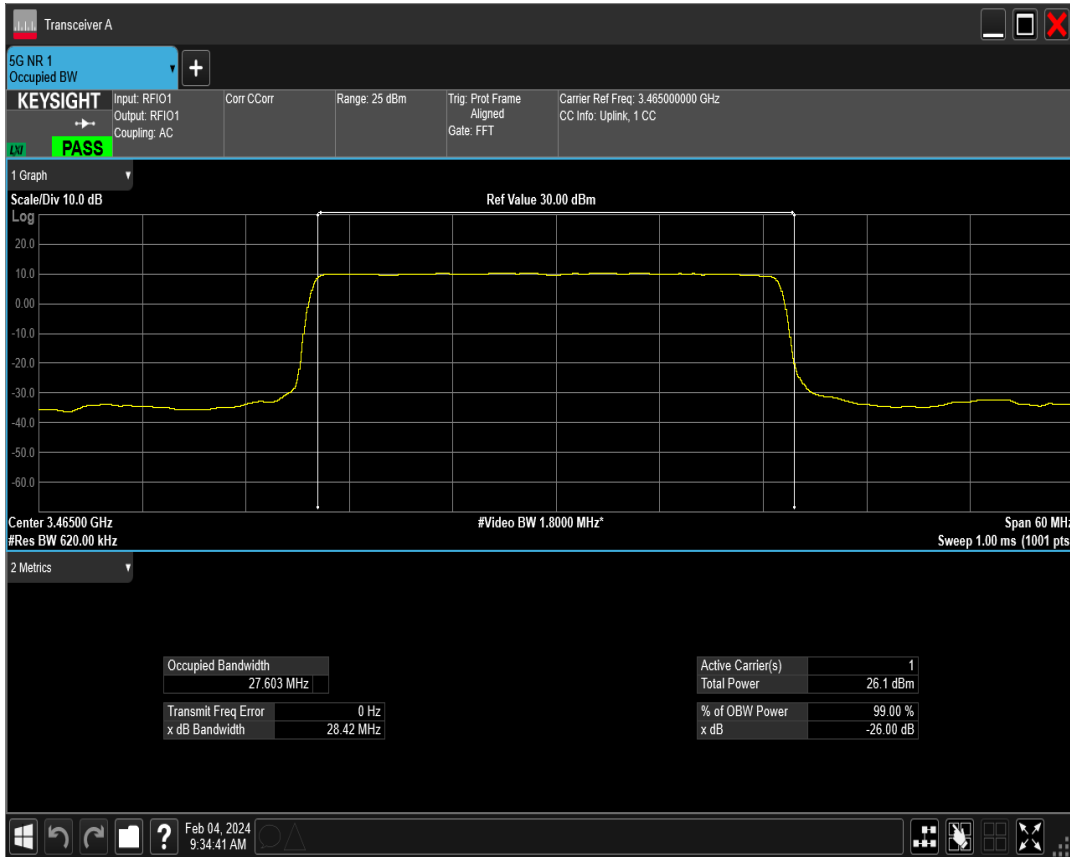 Transceiver A
5G NR 1
Occupied BW
KEYSIGHT
LXI
PASS
Input: RFIO1
Output: RFIO1
Coupling: AC
Corr CCorr
Range: 25 dBm
Trig: Prot Frame
Aligned
Gate: FFT
Carrier Ref Freq: 3.465000000 GHz
CC Info: Uplink, 1 CC
1 Graph
Scale/Div 10.0 dB
Ref Value 30.00 dBm
Log
20.0
10.0
0.00
-10.0
-20.0
-30.0
-40.0
-50.0
-60.0
Center 3.46500 GHz
#Video BW 1.8000 MHz*
Span 60 MHz
#Res BW 620.00 kHz
Sweep 1.00 ms (1001 pts
2 Metrics
Occupied Bandwidth
27.603 MHz
Transmit Freq Error 0 Hz
x dB Bandwidth 28.42 MHz
Active Carrier(s) 1
Total Power 26.1 dBm
% of OBW Power 99.00 %
x dB -26.00 dB
?
Feb 04, 2024
9:34:41 AM